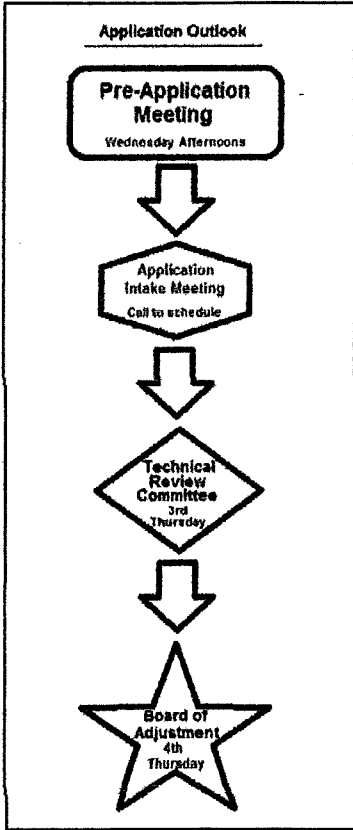 Application Outlook
Pre-Application
Meeting
Wednesday Afternoons
Application
Intake Meeting
Call to schedule
Technical
Review
Committee
3rd
Thursday
Board of
Adjustment
4th
Thursday